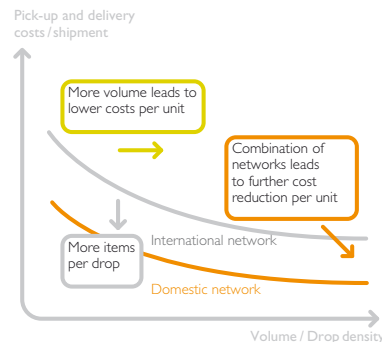 Pick-up and delivery
costs / shipment
More volume leads to
lower costs per unit
Combination of
networks leads
to further cost
reduction per unit
More items
per drop
International network
Domestic network
Volume / Drop density